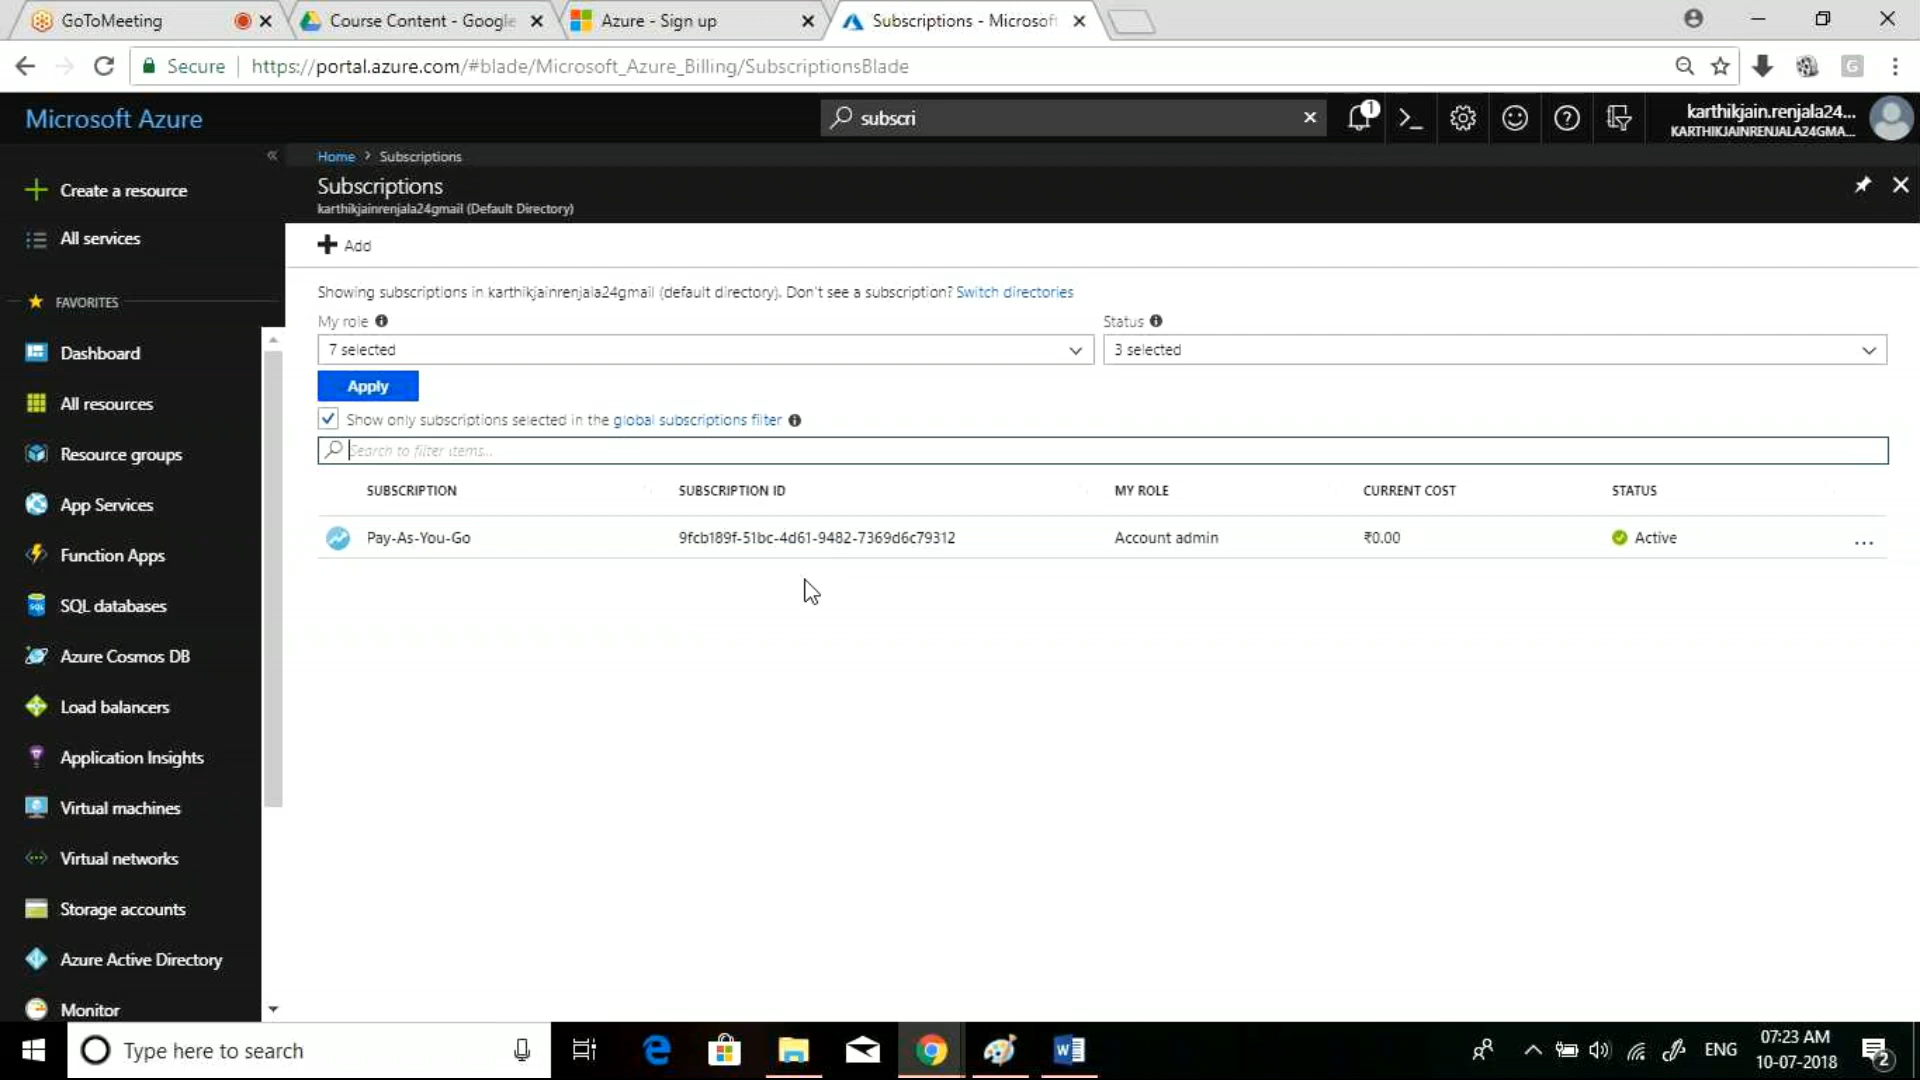 GoToMeeting
Course Content - Google
Azure - Sign up
Subscriptions - Microsoft
Secure
https://portal.azure.com/#blade/Microsoft_Azure_Billing/SubscriptionsBlade
G
Microsoft Azure
subscri
1
karthikjain.renjala24...
KARTHIKJAINRENJALA24GMA...
Home > Subscriptions
Subscriptions
karthikjainrenjala24gmail (Default Directory)
Create a resource
All services
FAVORITES
Dashboard
All resources
Resource groups
App Services
Function Apps
SQL databases
Azure Cosmos DB
Load balancers
Application Insights
Virtual machines
Virtual networks
Storage accounts
Azure Active Directory
Monitor
Add
Showing subscriptions in karthikjainrenjala24gmail (default directory). Don't see a subscription? Switch directories
My role
Status
7 selected
3 selected
Apply
Show only subscriptions selected in the global subscriptions filter
Search to filter items...
SUBSCRIPTION SUBSCRIPTION ID MY ROLE CURRENT COST STATUS
Pay-As-You-Go 9fcb189f-51bc-4d61-9482-7369d6c79312 Account admin ₹0.00 Active ...
Type here to search
ENG
07:23 AM
10-07-2018
2